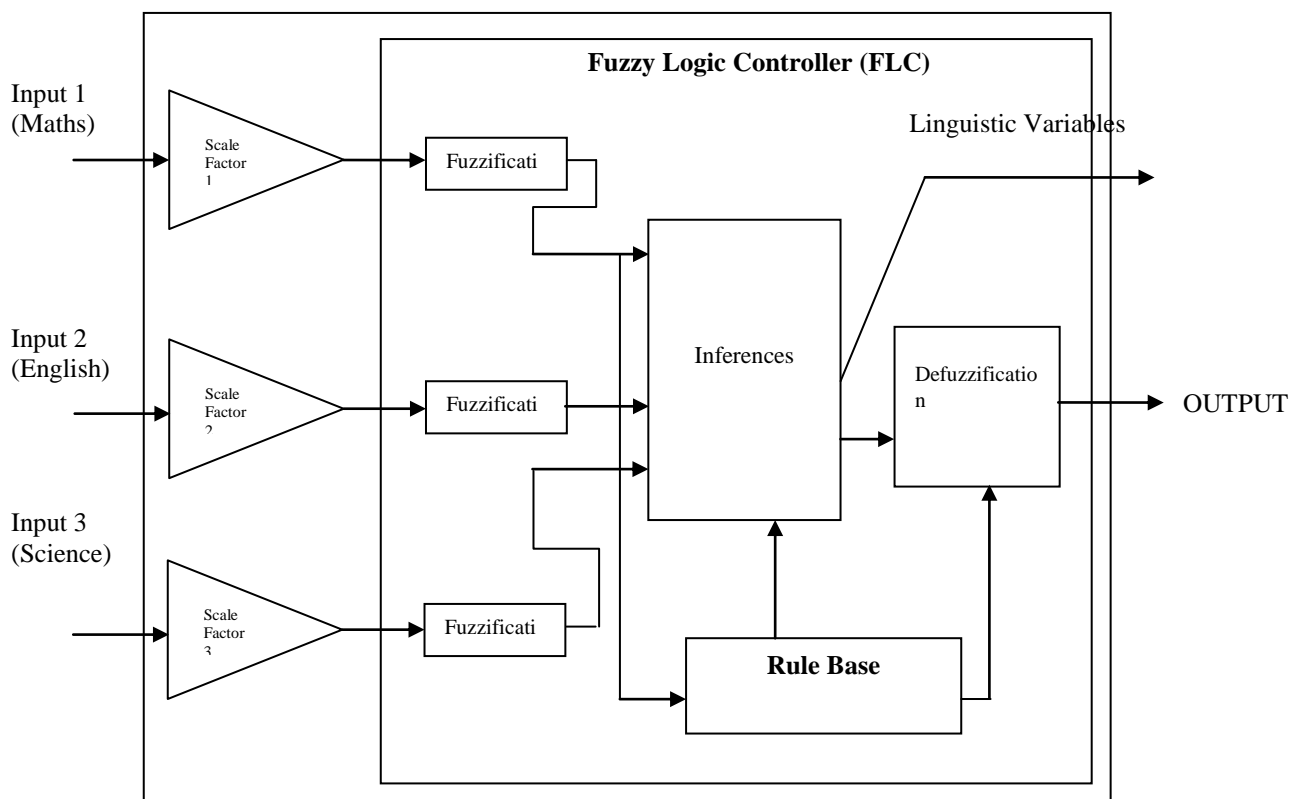 Fuzzy Logic Controller (FLC)
Input 1
(Maths)
Scale
Factor
1
Fuzzificati
Linguistic Variables
Input 2
(English)
Scale
Factor
2
Fuzzificati
Inferences
Defuzzificatio
n
OUTPUT
Input 3
(Science)
Scale
Factor
3
Fuzzificati
Rule Base